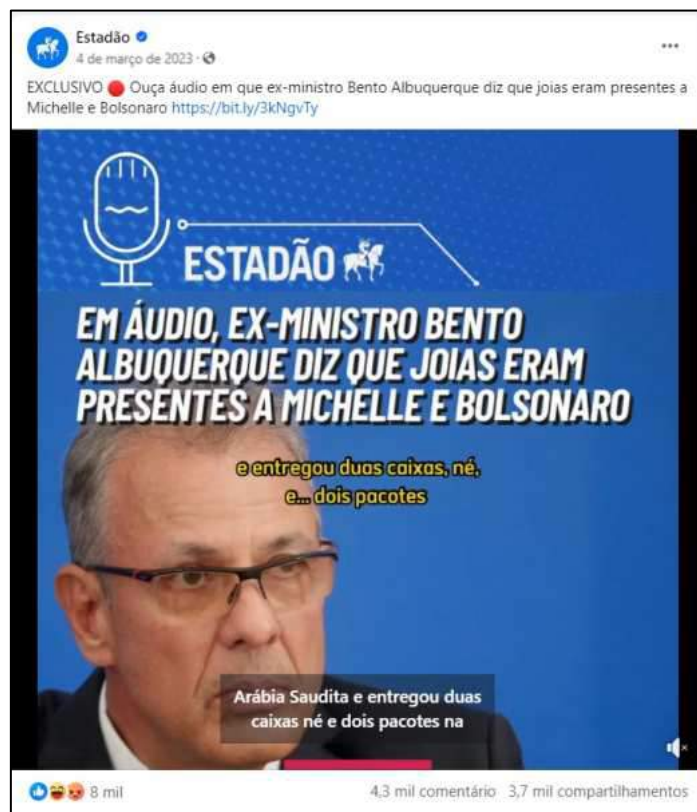 Estadão
4 de março de 2023 ·
EXCLUSIVO 🔴 Ouça áudio em que ex-ministro Bento Albuquerque diz que joias eram presentes a
Michelle e Bolsonaro https://bit.ly/3kNgvTy
ESTADÃO
EM ÁUDIO, EX-MINISTRO BENTO
ALBUQUERQUE DIZ QUE JOIAS ERAM
PRESENTES A MICHELLE E BOLSONARO
e entregou duas caixas, né,
e... dois pacotes
Arábia Saudita e entregou duas
caixas né e dois pacotes na
8 mil
4,3 mil comentário 3,7 mil compartilhamentos